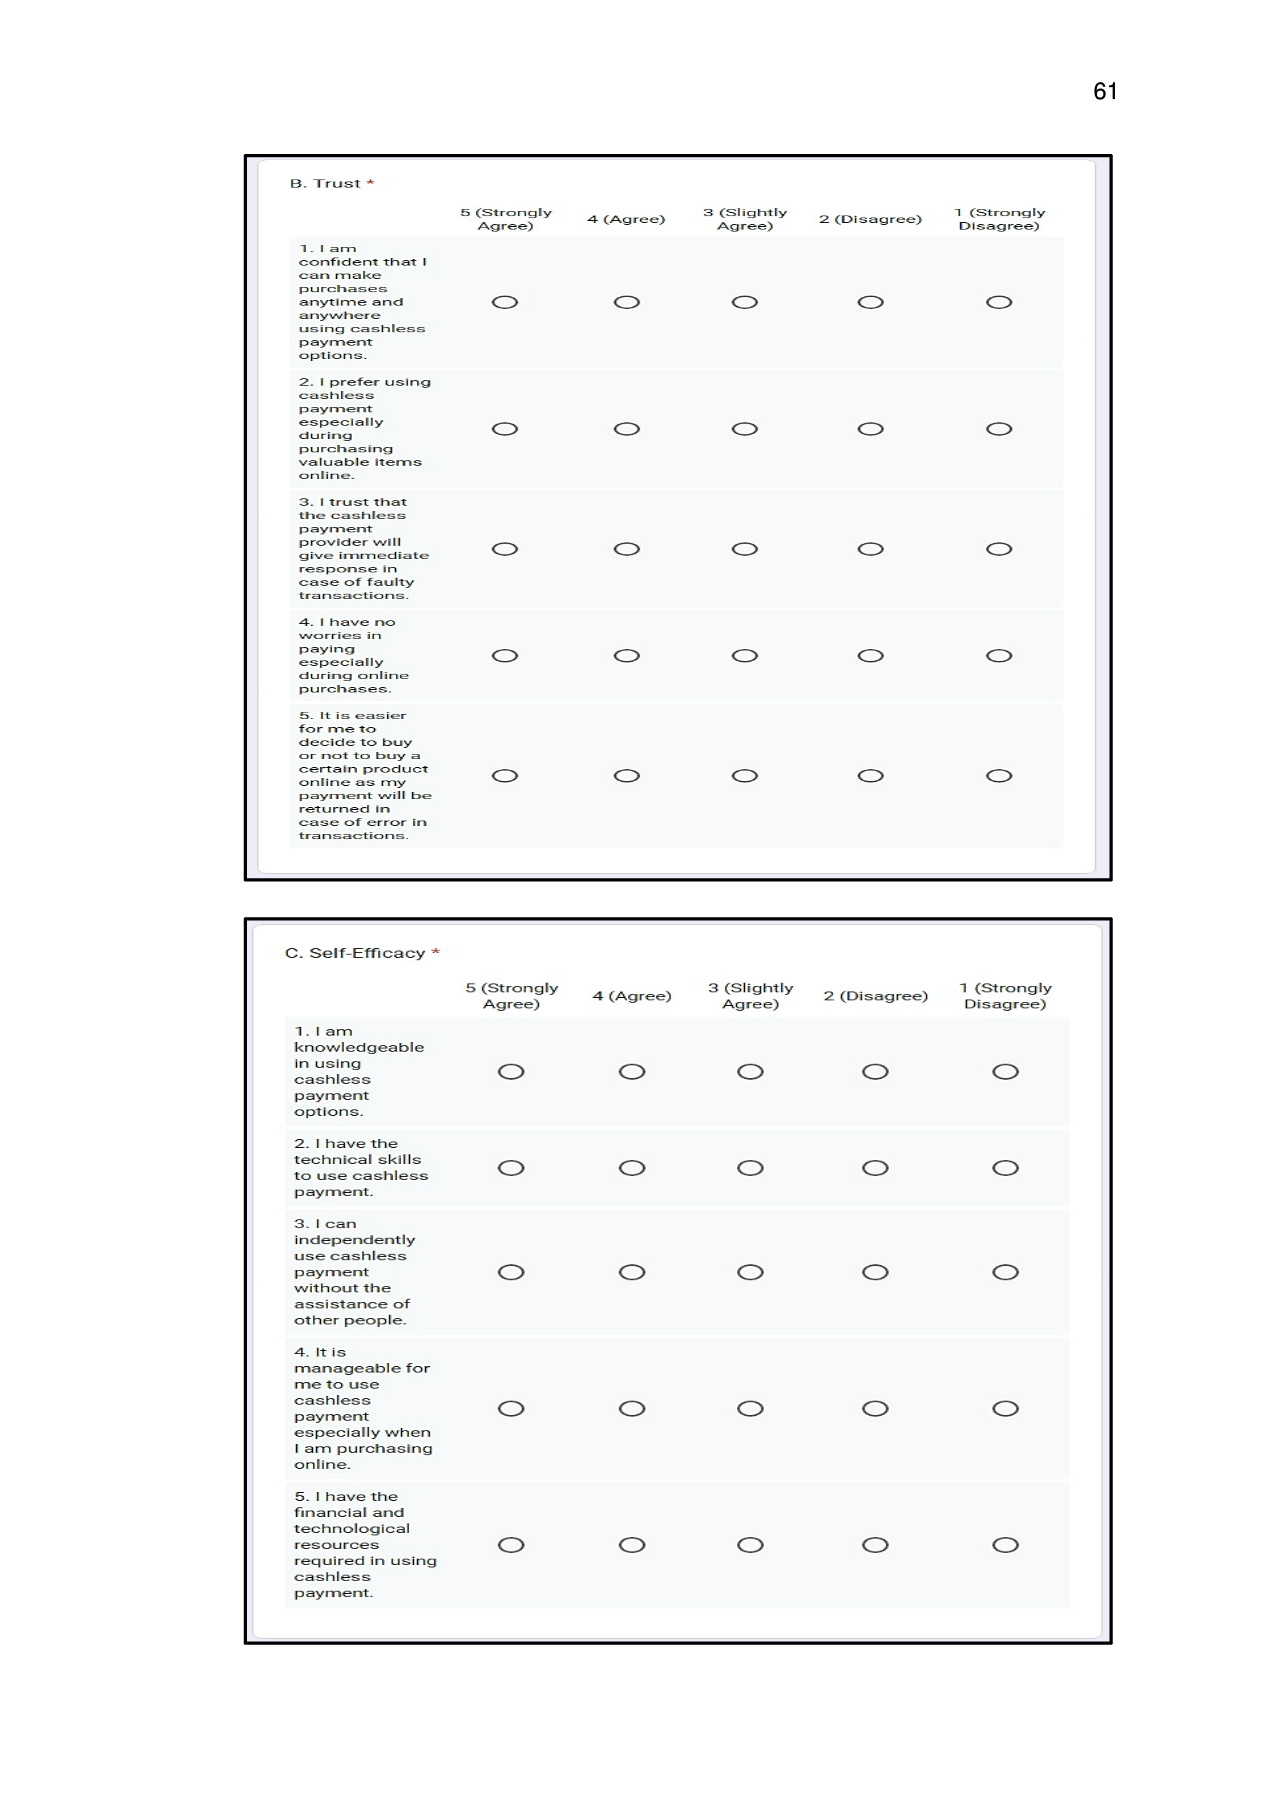 61
B. Trust *
5 (Strongly
Agree)
4 (Agree)
3 (Slightly
Agree)
2 (Disagree)
1 (Strongly
Disagree)
1. I am
confident that I
can make
purchases
anytime and
anywhere
using cashless
payment
options.
2. I prefer using
cashless
payment
especially
during
purchasing
valuable items
online.
3. I trust that
the cashless
payment
provider will
give immediate
response in
case of faulty
transactions.
4. I have no
worries in
paying
especially
during online
purchases.
5. It is easier
for me to
decide to buy
or not to buy a
certain product
online as my
payment will be
returned in
case of error in
transactions.
C. Self-Efficacy *
5 (Strongly
Agree)
4 (Agree)
3 (Slightly
Agree)
2 (Disagree)
1 (Strongly
Disagree)
1. I am
knowledgeable
in using
cashless
payment
options.
2. I have the
technical skills
to use cashless
payment.
3. I can
independently
use cashless
payment
without the
assistance of
other people.
4. It is
manageable for
me to use
cashless
payment
especially when
I am purchasing
online.
5. I have the
financial and
technological
resources
required in using
cashless
payment.